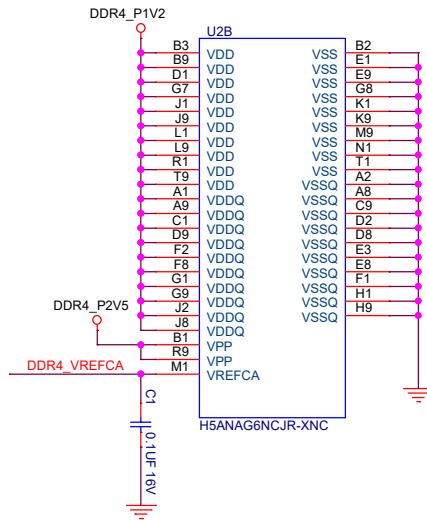 DDR4_P1V2
U2B
B3 VDD VSS B2
B9 VDD VSS E1
D1 VDD VSS E9
G7 VDD VSS G8
J1 VDD VSS K1
J9 VDD VSS K9
L1 VDD VSS M9
L9 VDD VSS N1
R1 VDD VSS T1
T9 VDD VSSQ A2
A1 VDDQ VSSQ A8
A9 VDDQ VSSQ C9
C1 VDDQ VSSQ D2
D9 VDDQ VSSQ D8
F2 VDDQ VSSQ E3
F8 VDDQ VSSQ E8
G1 VDDQ VSSQ F1
G9 VDDQ VSSQ H1
J2 VDDQ VSSQ H9
J8 VDDQ
DDR4_P2V5
B1 VPP
R9 VPP
DDR4_VREFCA
M1 VREFCA
C1
0.1UF 16V
H5ANAG6NCJR-XNC